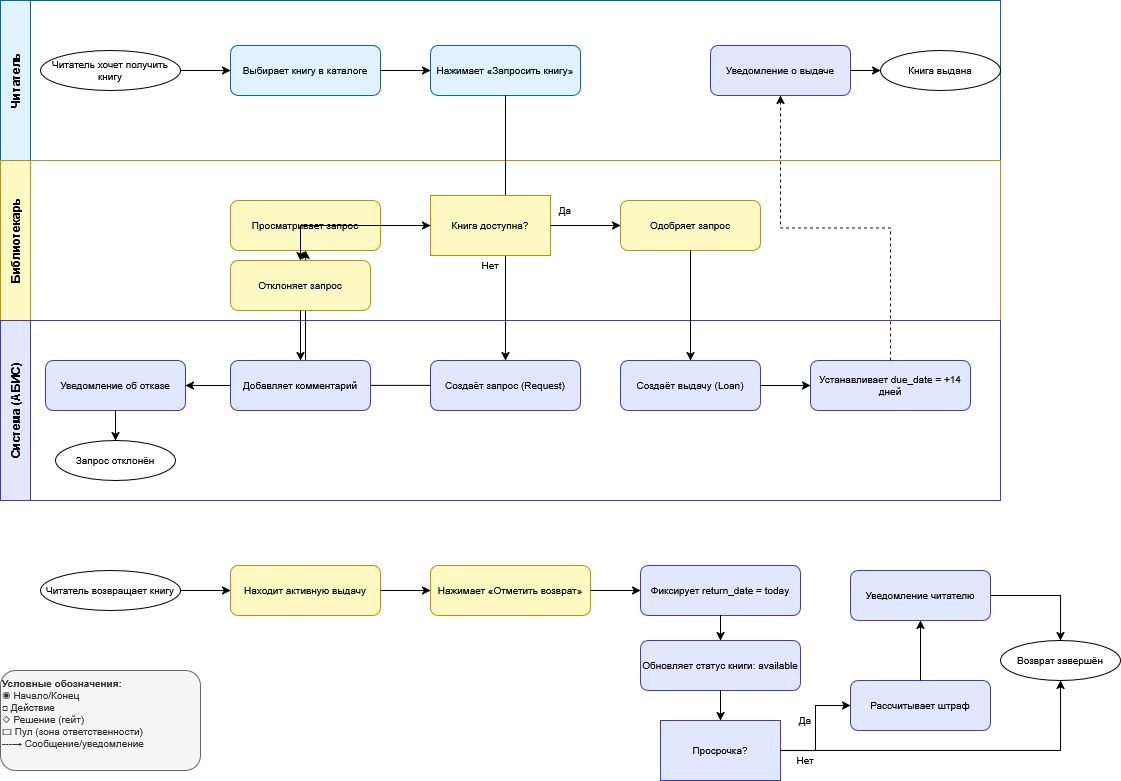 Читатель
Читатель хочет получить
книгу
Выбирает книгу в каталоге
Нажимает «Запросить книгу»
Уведомление о выдаче
Книга выдана
Библиотекарь
Просматривает запрос
Книга доступна?
Да
Одобряет запрос
Нет
Отклоняет запрос
Система (АБИС)
Уведомление об отказе
Добавляет комментарий
Создаёт запрос (Request)
Создаёт выдачу (Loan)
Устанавливает due_date = +14
дней
Запрос отклонён
Читатель возвращает книгу
Находит активную выдачу
Нажимает «Отметить возврат»
Фиксирует return_date = today
Уведомление читателю
Обновляет статус книги: available
Возврат завершён
Рассчитывает штраф
Да
Просрочка?
Нет
Условные обозначения:
◉ Начало/Конец
◻ Действие
◇ Решение (гейт)
▭ Пул (зона ответственности)
---→ Сообщение/уведомление